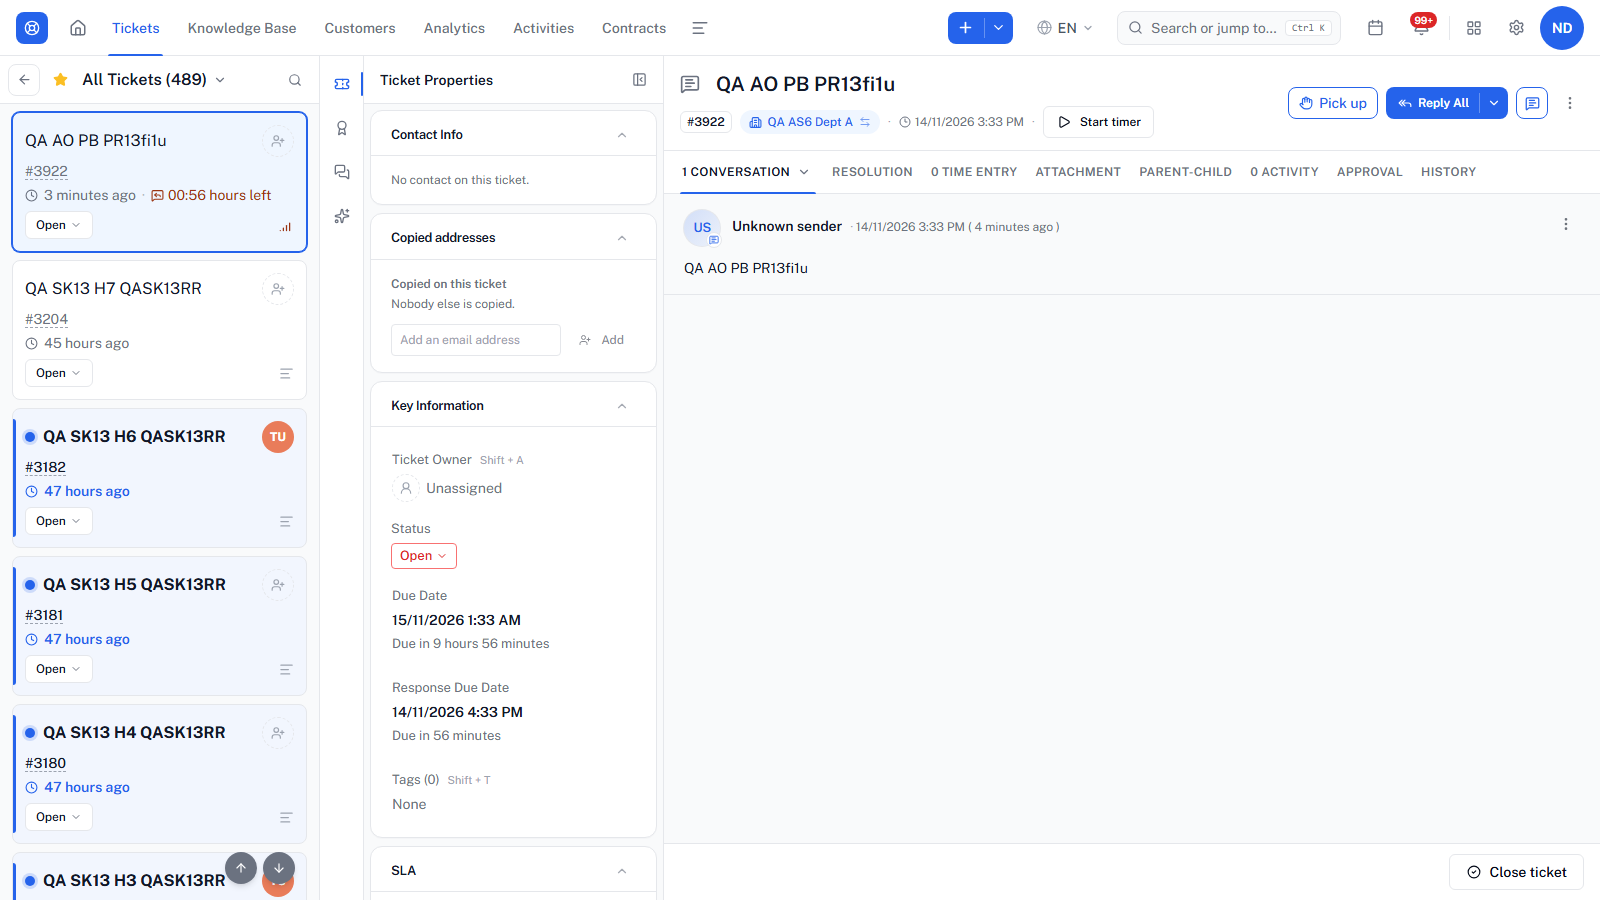 Tickets
Knowledge Base
Customers
Analytics
Activities
Contracts
EN
Search or jump to...
Ctrl K
99+
ND
All Tickets (489)
QA AO PB PR13fi1u
#3922
3 minutes ago · 00:56 hours left
Open
QA SK13 H7 QASK13RR
#3204
45 hours ago
Open
QA SK13 H6 QASK13RR
TU
#3182
47 hours ago
Open
QA SK13 H5 QASK13RR
#3181
47 hours ago
Open
QA SK13 H4 QASK13RR
#3180
47 hours ago
Open
QA SK13 H3 QASK13RR
Ticket Properties
Contact Info
No contact on this ticket.
Copied addresses
Copied on this ticket
Nobody else is copied.
Add an email address
Add
Key Information
Ticket Owner Shift + A
Unassigned
Status
Open
Due Date
15/11/2026 1:33 AM
Due in 9 hours 56 minutes
Response Due Date
14/11/2026 4:33 PM
Due in 56 minutes
Tags (0) Shift + T
None
SLA
QA AO PB PR13fi1u
#3922
QA AS6 Dept A
· 14/11/2026 3:33 PM ·
Start timer
Pick up
Reply All
1 CONVERSATION
RESOLUTION
0 TIME ENTRY
ATTACHMENT
PARENT-CHILD
0 ACTIVITY
APPROVAL
HISTORY
US
Unknown sender · 14/11/2026 3:33 PM ( 4 minutes ago )
QA AO PB PR13fi1u
Close ticket